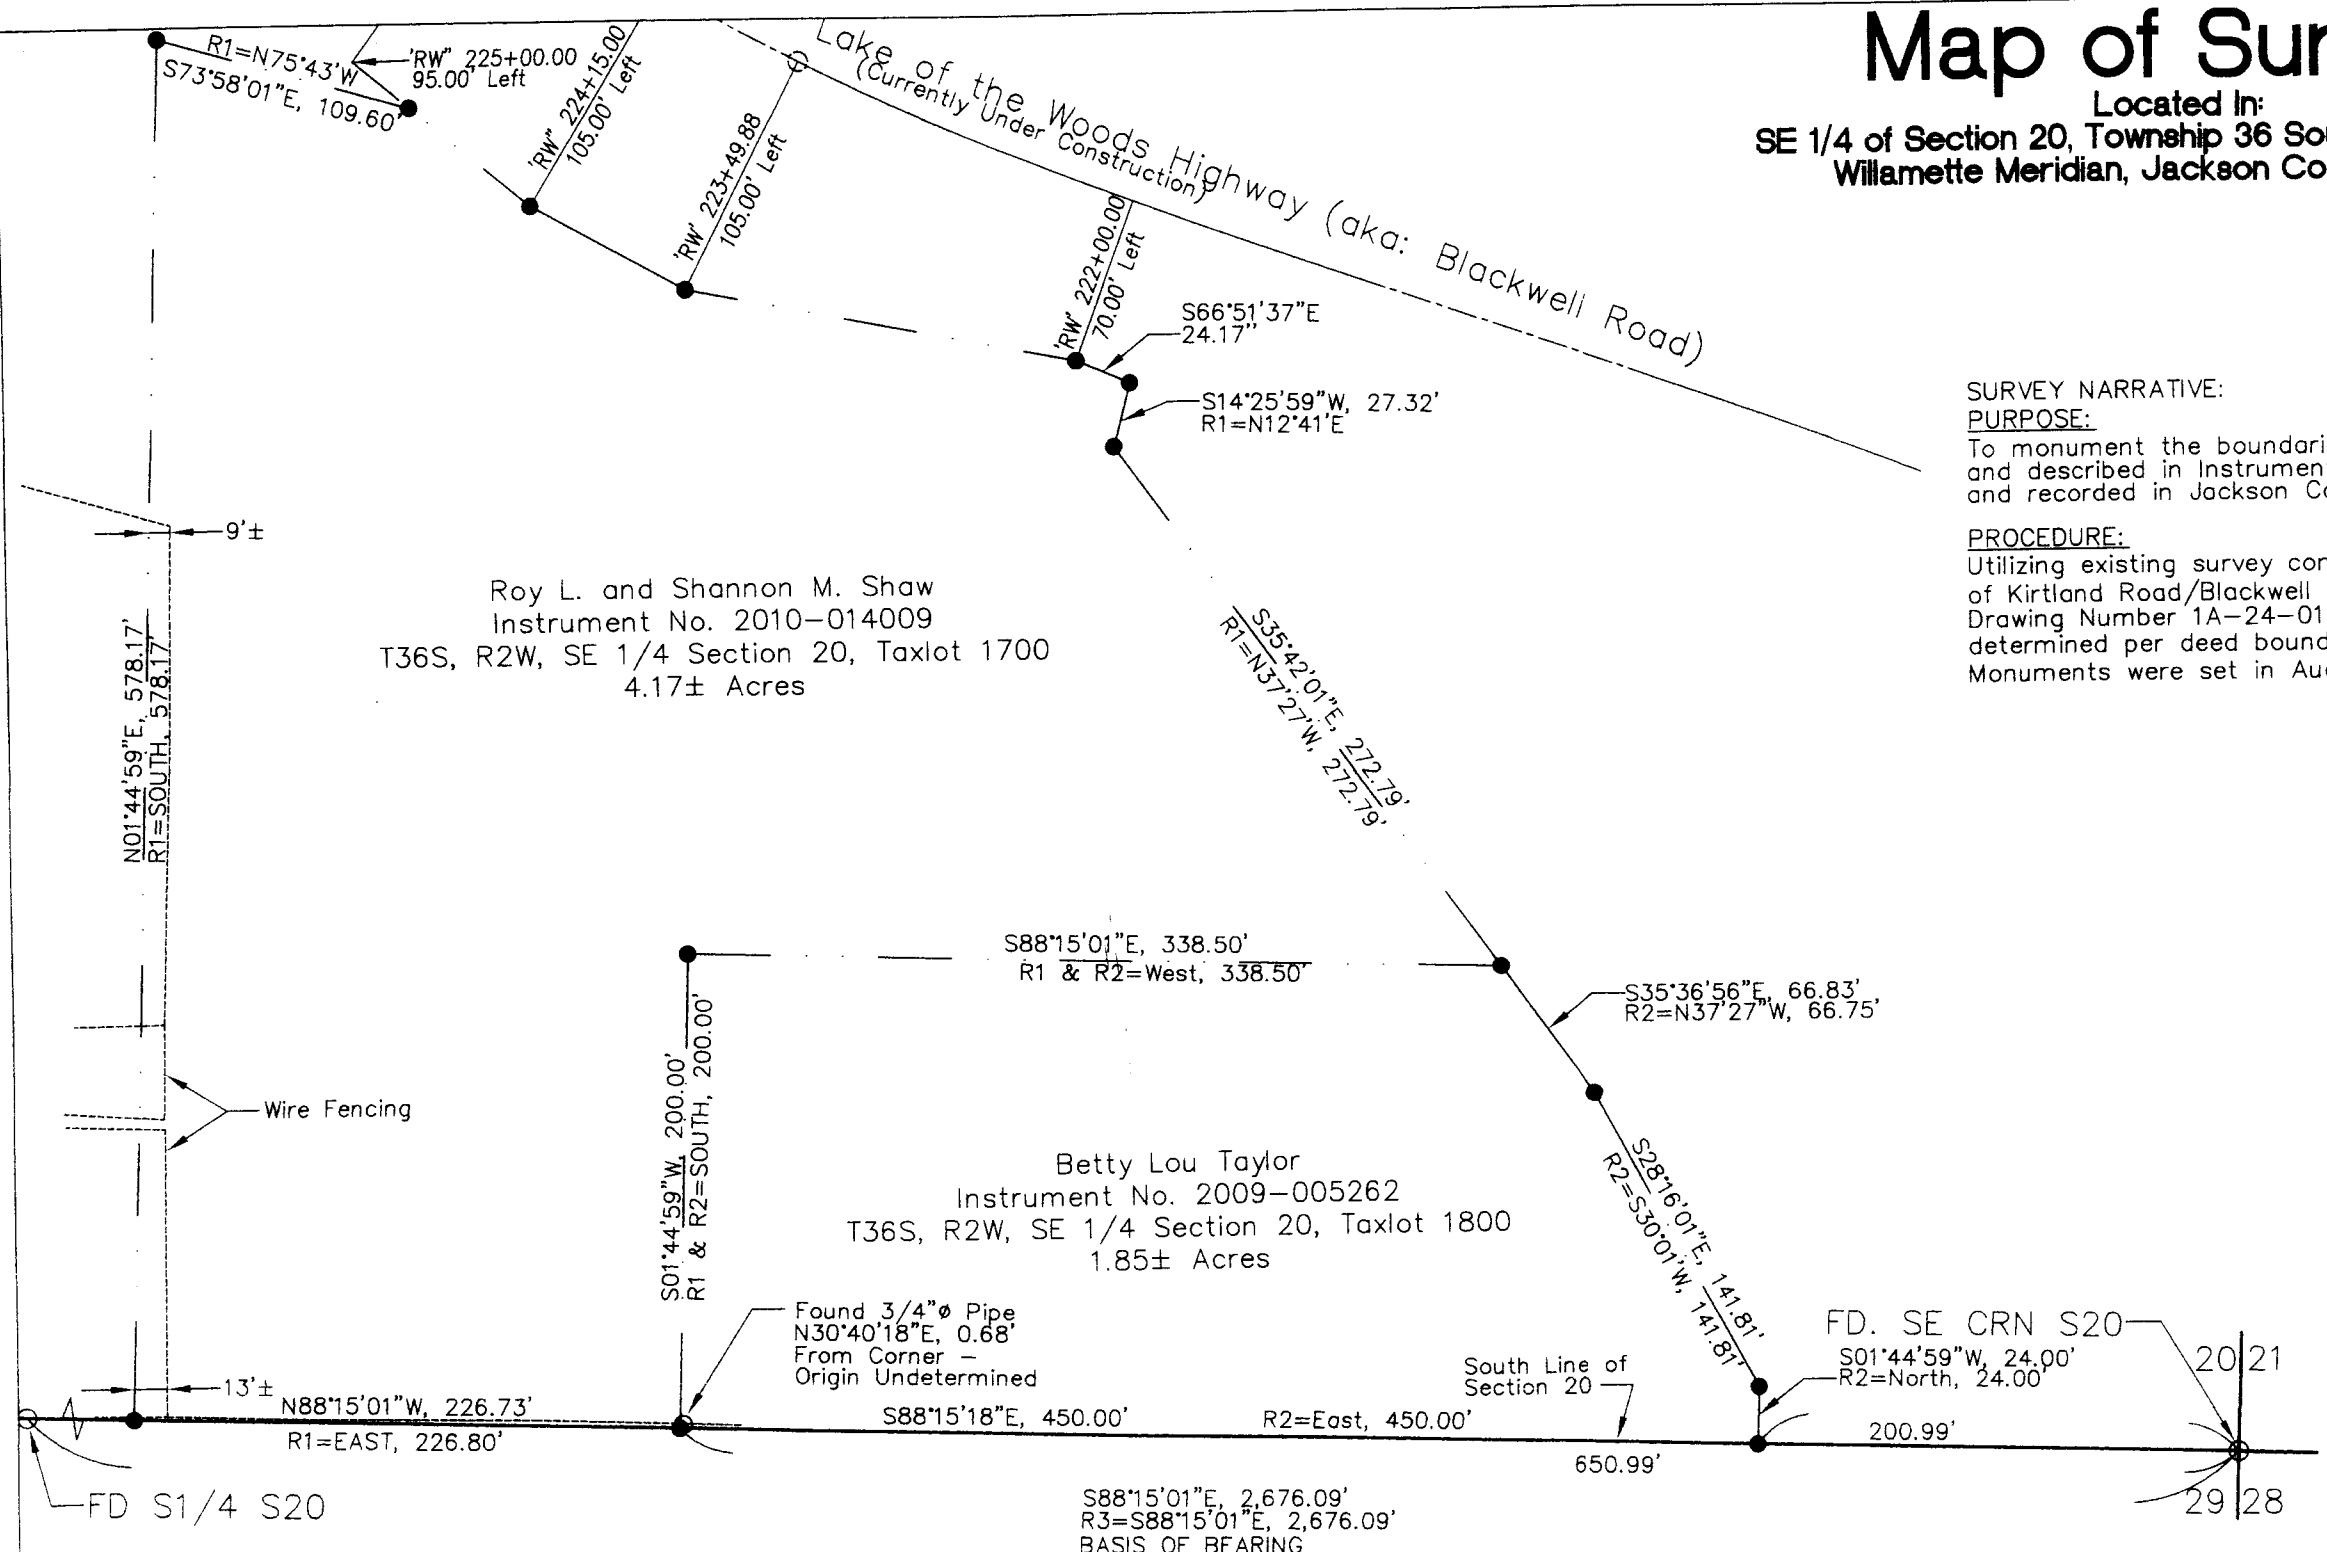 Map of Sur
Located In:
SE 1/4 of Section 20, Township 36 So
Willamette Meridian, Jackson Co
R1=N75°43'W
S73°58'01"E, 109.60'
'RW" 225+00.00
95.00' Left
'RW" 224+15.00
105.00' Left
'RW' 223+49.88
105.00' Left
Lake of the Woods Highway (aka: Blackwell Road)
(Currently Under Construction)
'RW' 222+00.00
70.00' Left
S66°51'37"E
24.17"
S14°25'59"W, 27.32'
R1=N12°41'E
SURVEY NARRATIVE:
PURPOSE:
To monument the boundari
and described in Instrumen
and recorded in Jackson Co
PROCEDURE:
Utilizing existing survey con
of Kirtland Road/Blackwell
Drawing Number 1A-24-01
determined per deed bound
Monuments were set in Au
9'±
Roy L. and Shannon M. Shaw
Instrument No. 2010-014009
T36S, R2W, SE 1/4 Section 20, Taxlot 1700
4.17± Acres
N01°44'59"E, 578.17'
R1=SOUTH, 578.17'
S35°42'01"E, 272.79'
R1=N37°27'W, 272.79'
S88°15'01"E, 338.50'
R1 & R2=West, 338.50'
S35°36'56"E, 66.83'
R2=N37°27"W, 66.75'
Wire Fencing
S01°44'59"W, 200.00'
R1 & R2=SOUTH, 200.00'
Betty Lou Taylor
Instrument No. 2009-005262
T36S, R2W, SE 1/4 Section 20, Taxlot 1800
1.85± Acres
S28°16'01"E, 141.81'
R2=S30°01'W, 141.81'
Found 3/4"ø Pipe
N30°40'18"E, 0.68'
From Corner -
Origin Undetermined
FD. SE CRN S20
S01°44'59"W, 24.00'
R2=North, 24.00'
20 21
South Line of
Section 20
13'±
N88°15'01"W, 226.73'
R1=EAST, 226.80'
S88°15'18"E, 450.00'
R2=East, 450.00'
200.99'
650.99'
FD S1/4 S20
S88°15'01"E, 2,676.09'
R3=S88°15'01"E, 2,676.09'
BASIS OF BEARING
29 28